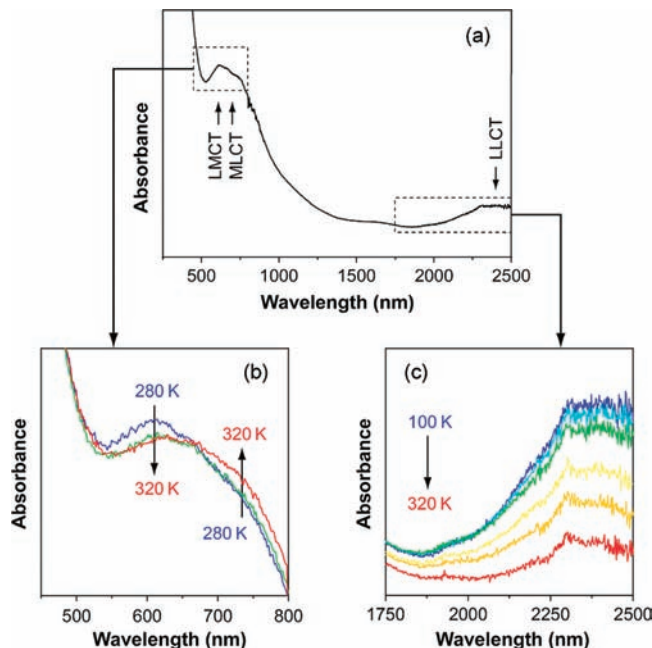 (a)
Absorbance
LMCT
MLCT
LLCT
500 1000 1500 2000 2500
Wavelength (nm)
(b)
Absorbance
280 K
320 K
320 K
280 K
500 600 700 800
Wavelength (nm)
(c)
Absorbance
100 K
320 K
1750 2000 2250 2500
Wavelength (nm)